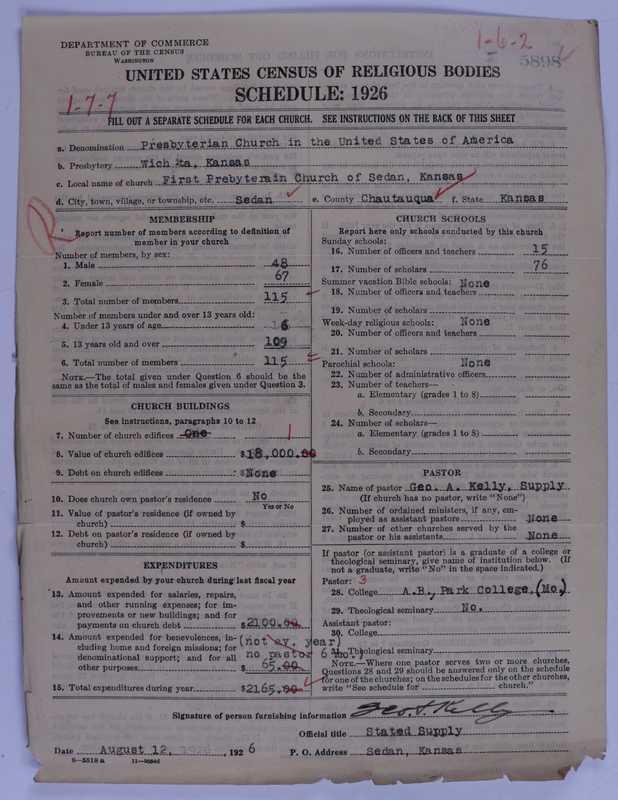 1-6-2
5898
DEPARTMENT OF COMMERCE
BUREAU OF THE CENSUS
WASHINGTON
UNITED STATES CENSUS OF RELIGIOUS BODIES
SCHEDULE: 1926
1-7-7
FILL OUT A SEPARATE SCHEDULE FOR EACH CHURCH. SEE INSTRUCTIONS ON THE BACK OF THIS SHEET
a. Denomination Presbyterian Church in the United States of America
b. Presbytery Wichita, Kansas
c. Local name of church First Prebyterain Church of Sedan, Kansas
d. City, town, village, or township, etc. Sedan e. County Chautauqua f. State Kansas
R
MEMBERSHIP
Report number of members according to definition of
member in your church
Number of members, by sex:
1. Male 48
2. Female 67
3. Total number of members 115
Number of members under and over 13 years old:
4. Under 13 years of age 6
5. 13 years old and over 109
6. Total number of members 115
NOTE.—The total given under Question 6 should be the
same as the total of males and females given under Question 3.
CHURCH BUILDINGS
See instructions, paragraphs 10 to 12
7. Number of church edifices One 1
8. Value of church edifices $18,000.00
9. Debt on church edifices $None
10. Does church own pastor's residence No
Yes or No
11. Value of pastor's residence (if owned by
church) $
12. Debt on pastor's residence (if owned by
church) $
EXPENDITURES
Amount expended by your church during last fiscal year
13. Amount expended for salaries, repairs,
and other running expenses; for im-
provements or new buildings; and for
payments on church debt $2100.00
14. Amount expended for benevolences, in-
cluding home and foreign missions; for
denominational support; and for all
other purposes $65.00
(not av. year)
no pastor 6 mo.)
15. Total expenditures during year $2165.00
CHURCH SCHOOLS
Report here only schools conducted by this church
Sunday schools:
16. Number of officers and teachers 15
17. Number of scholars 76
Summer vacation Bible schools: None
18. Number of officers and teachers
19. Number of scholars
Week-day religious schools: None
20. Number of officers and teachers
21. Number of scholars
Parochial schools: None
22. Number of administrative officers
23. Number of teachers—
a. Elementary (grades 1 to 8)
b. Secondary
24. Number of scholars—
a. Elementary (grades 1 to 8)
b. Secondary
PASTOR
25. Name of pastor Geo. A. Kelly, Supply
(If church has no pastor, write "None")
26. Number of ordained ministers, if any, em-
ployed as assistant pastors None
27. Number of other churches served by the
pastor or his assistants None
If pastor (or assistant pastor) is a graduate of a college or
theological seminary, give name of institution below. (If
not a graduate, write "No" in the space indicated.)
Pastor: 3
28. College A.B., Park College, (Mo.)
29. Theological seminary No.
Assistant pastor:
30. College
31. Theological seminary
NOTE.—Where one pastor serves two or more churches,
Questions 28 and 29 should be answered only on the schedule
for one of the churches; on the schedules for the other churches,
write "See schedule for church."
Signature of person furnishing information Geo. A. Kelly
Official title Stated Supply
Date August 12, 1926 1926 P. O. Address Sedan, Kansas
8—5518 a 11—9054d